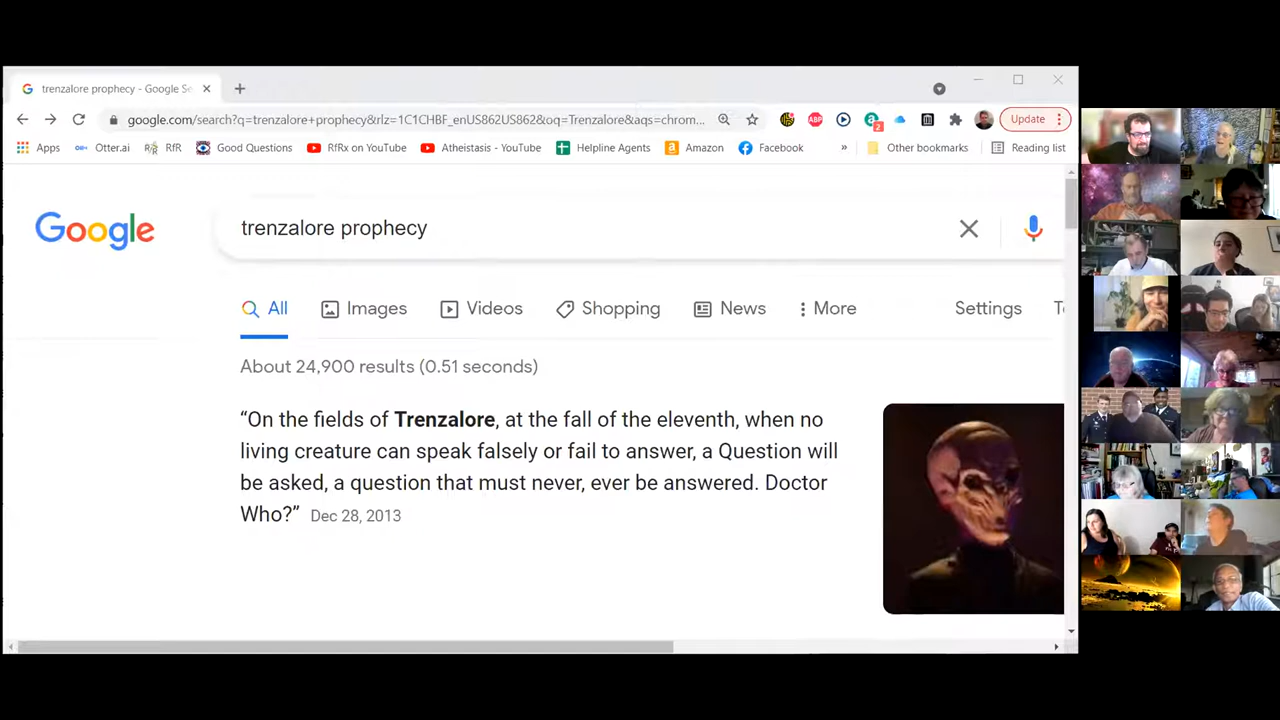 trenzalore prophecy - Google Se
google.com/search?q=trenzalore+prophecy&rlz=1C1CHBF_enUS862US862&oq=Trenzalore&aqs=chrom...
ABP
2
Update
Apps
Otter.ai
RfR
Good Questions
RfRx on YouTube
Atheistasis - YouTube
Helpline Agents
Amazon
Facebook
»
Other bookmarks
Reading list
Google
trenzalore prophecy
All
Images
Videos
Shopping
News
More
Settings
About 24,900 results (0.51 seconds)
“On the fields of Trenzalore, at the fall of the eleventh, when no
living creature can speak falsely or fail to answer, a Question will
be asked, a question that must never, ever be answered. Doctor
Who?” Dec 28, 2013